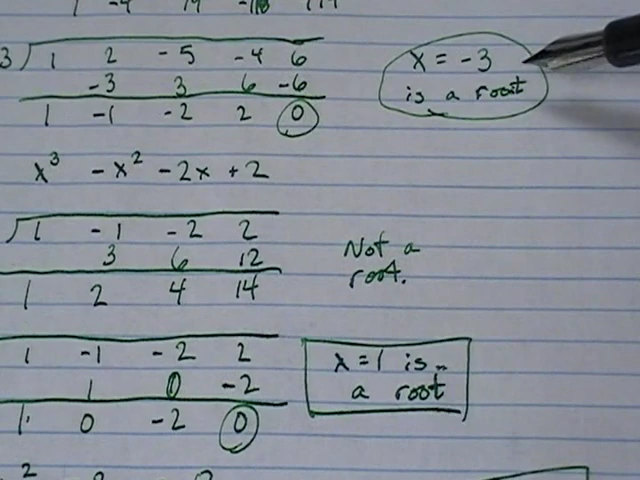 3) 1 2 -5 -4 6
-3 3 6 -6
1 -1 -2 2 0
x = -3
is a root
x³ - x² - 2x + 2
1 -1 -2 2
3 6 12
1 2 4 14
Not a
root.
1 -1 -2 2
1 0 -2
1 0 -2 0
x = 1 is
a root